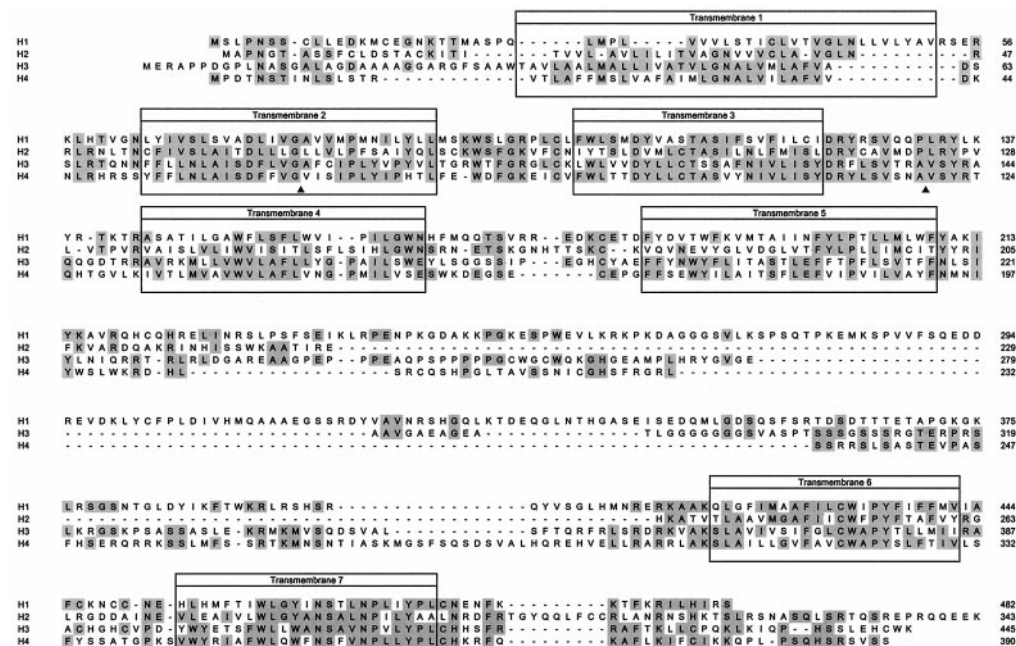 Transmembrane 1
H1 MSLPNSS-CLLEDKMCEGNKTTMASPQ-------LMPL-----VVVLSTICLVTVGLNLLVLYAVRSER 56
H2 MAPNGT-ASSFCLDSTACKITI---------TVVL-AVLILITVAGNVVVCLA-VGLN------R 47
H3 MERAPPDGPLNASGALAGDAAAAGGARGFSAAWTAVLAALMALLIVATVLGNALVMLAFVA------DS 63
H4 MPDTNSTINLSLSTR-----------VTLAFFMSLVAFAIMLGNALVILAFVV------DK 44
Transmembrane 2 Transmembrane 3
H1 KLHTVGNLYIVSLSVADLIVGAVVMPMNILYLLMSKWSLGRPLCLFWLSMDYVASTASIFSVFILCIDRYRSVQQPLRYLK 137
H2 RLRNLTNCFIVSLAITDLLLGLLVLPFSAIYQLSCKWSFGKVFCNIYTSLDVMLCTASILNLFMISLDRYCAVMDPLRYPV 128
H3 SLRTQNNFFLLNLAISDFLVGAFCIPLYVPYVLTGRWTFGRGLCKLWLVVDYLLCTSSAFNIVLISYDRFLSVTRAVSYRA 144
H4 NLRHRSSYFFLNLAISDFFVGVISIPLYIPHTLFE-WDFGKEICVFWLTTDYLLCTASVYNIVLISYDRYLSVSNAVSYRT 124
Transmembrane 4 Transmembrane 5
H1 YR-TKTRASATILGAWFLSFLWVI--PILGWNHFMQQTSVRR--EDKCETDFYDVTWFKVMTAIINFYLPTLLMLWFYAKI 213
H2 L-VTPVRVAISLVLIWVISITLSFLSIHLGWNSRN-ETSKGNHTTSKC--KVQVNEVYGLVDGLVTFYLPLLIMCITYYRI 205
H3 QQGDTRRAVRKMLLVWVLAFLLYG-PAILSWEYLSGGSSIP----EGHCYAEFFYNWYFLITASTLEFFTPFLSVTFFNLSI 221
H4 QHTGVLKIVTLMVAVWVLAFLVNG-PMILVSESWKDEGSE------CEPGFFSEWYILAITSFLEFVIPVILVAYFNMNI 197
H1 YKAVRQHCQHRELINRSLPSFSEIKLRPENPKGDAKKPGKESPWEVLKRKPKDAGGGSVLKSPSQTPKEMKSPVVFSQEDD 294
H2 FKVARDQAKRINHISSWKAATIRE--------------------------------------------------------- 229
H3 YLNIQRRT-RLRLDGAREAAGPEP--PPEAQPSPPPPPGCWGCWQKGHGEAMPLHRYGVGE-------------------- 279
H4 YWSLWKRD-HL------------------SRCQSHPGLTAVSSNICGHSFRGRL--------------------------- 232
H1 REVDKLYCFPLDIVHMQAAAEGSSRDYVAVNRSHGQLKTDEQGLNTHGASEISEDQMLGDSQSFSRTDSDTTTETAPGKGK 375
H3 ---------------------------AAVGAEAGEA--------------TLGGGGGGGSVASPTSSSGSSSRGTERPRS 319
H4 ------------------------------------------------------------------SSRRSLSASTEVPAS 247
Transmembrane 6
H1 LRSGSNTGLDYIKFTWKRLRSHSR------------QYVSGLHMNRERKAAKQLGFIMAAFILCWIPYFIFFMVIA 444
H2 ----------------------------------------------------HKATVTLAAVMGAFIICWFPYFTAFVYRG 263
H3 LKRGSKPSASSASLE-KRMKMVSQDSVAL---------SFTQRFRLSRDRKVAKSLAVIVSIFGLCWAPYTLLMIIRA 387
H4 FHSERQRRKSSLMFS-SRTKMNSNTIASKMGSFSQSDSVALHQREHVELLRARRLAKSLAILLGVFAVCWAPYSLFTIVLS 332
Transmembrane 7
H1 FCKNCC-NE-HLHMFTIWLGYINSTLNPLIYPLCNENFK----------KTFKRILHIRS 482
H2 LRGDDAINE-VLEAIVLWLGYANSALNPILYAALNRDFRTGYQQLFCCRLANRNSHKTSLRSNASQLSRTQSREPRQQEEK 343
H3 ACHGHCVPD-YWYETSFWLLWANSAVNPVLYPLCHHSFR----------RAFTKLLCPQKLKIQP--HSSLEHCWK 445
H4 FYSSATGPKSVWYRIAFWLQWFNSFVNPLLYPLCHKRFQ----------KAFLKIFCIKKQPL-PSQHSRSVSS 390